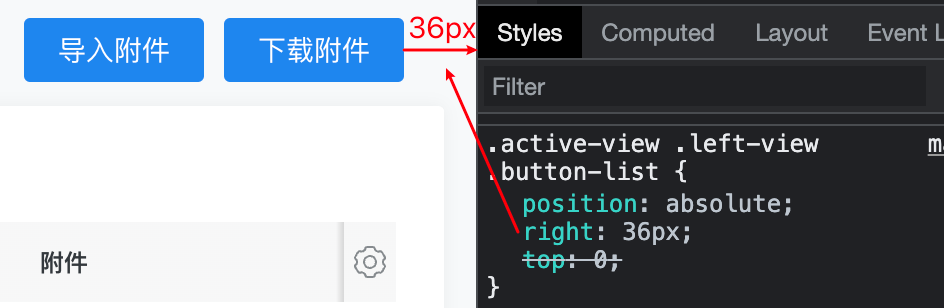 导入附件
下载附件
36px
附件
Styles
Computed
Layout
Event L
Filter
.active-view .left-view
.button-list {
position: absolute;
right: 36px;
top: 0;
}
ma